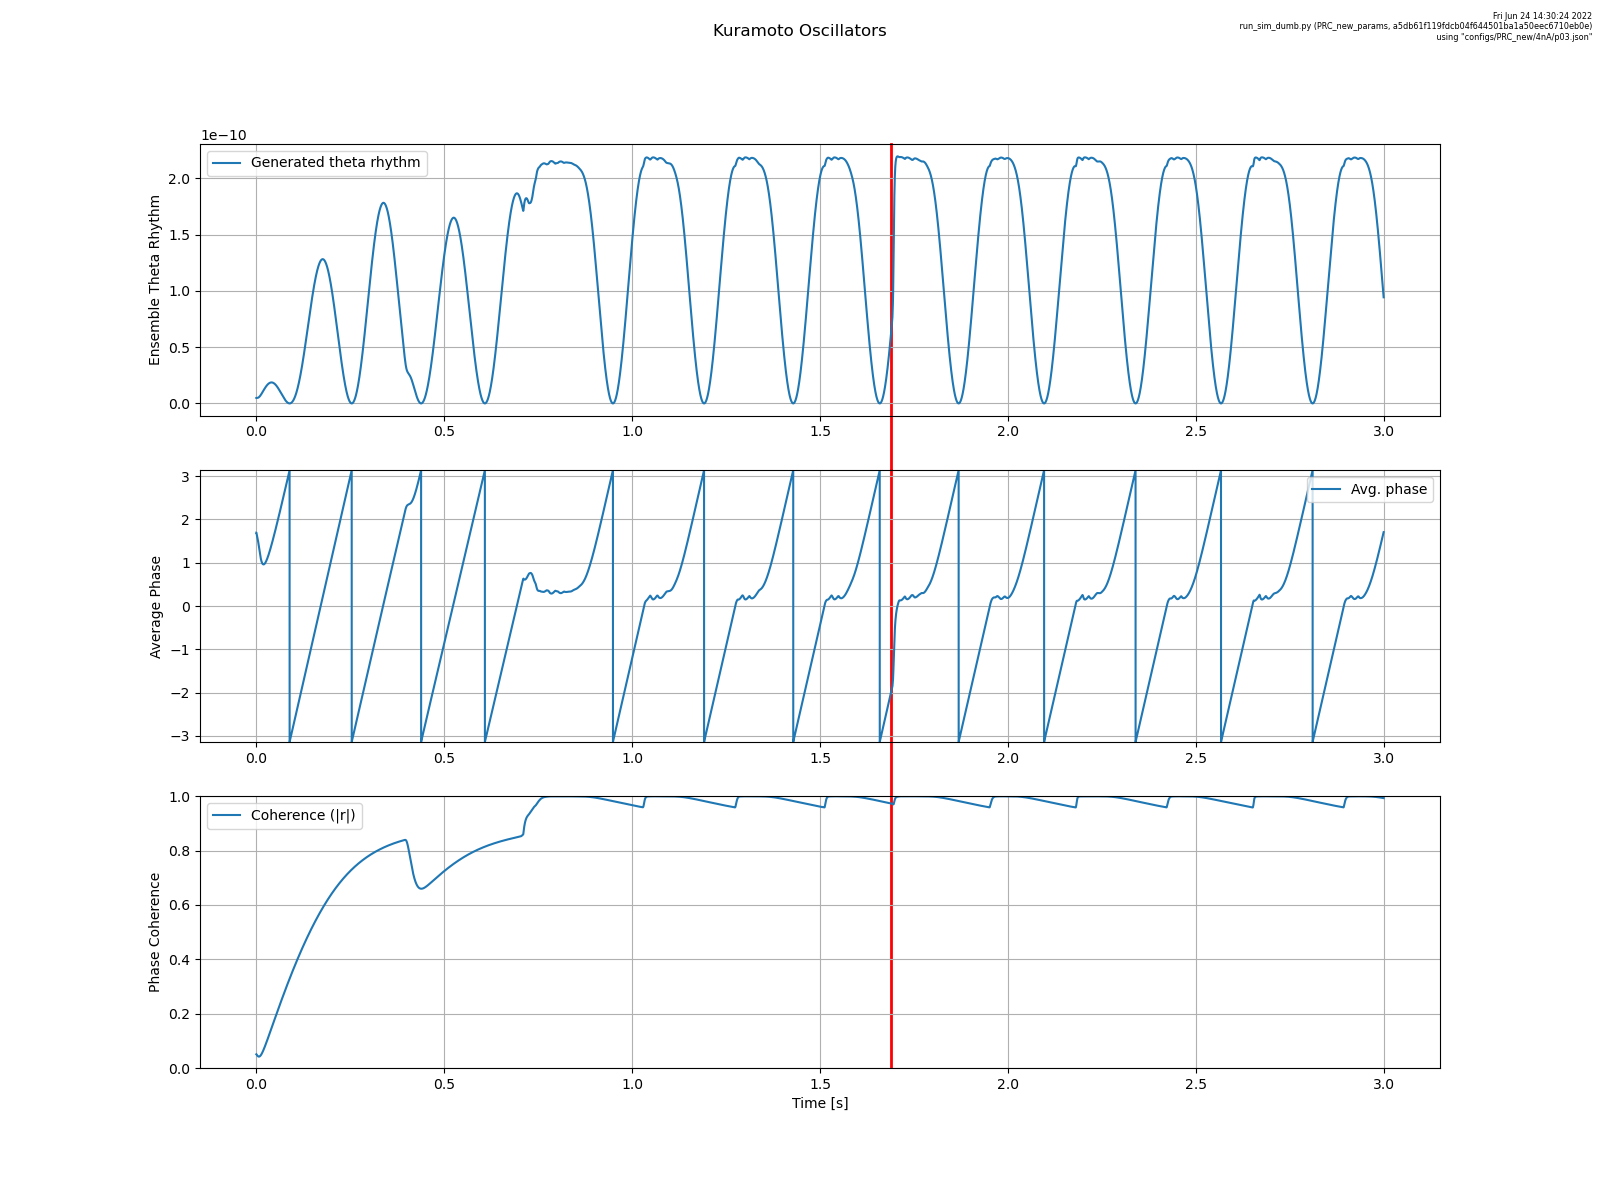 Fri Jun 24 14:30:24 2022
run_sim_dumb.py (PRC_new_params, a5db61f119fdcb04f644501ba1a50eec6710eb0e)
using "configs/PRC_new/4nA/p03.json"
Kuramoto Oscillators
1e−10
Generated theta rhythm
Ensemble Theta Rhythm
2.0
1.5
1.0
0.5
0.0
0.0 0.5 1.0 1.5 2.0 2.5 3.0
Avg. phase
Average Phase
3
2
1
0
−1
−2
−3
0.0 0.5 1.0 1.5 2.0 2.5 3.0
Coherence (|r|)
Phase Coherence
1.0
0.8
0.6
0.4
0.2
0.0
0.0 0.5 1.0 1.5 2.0 2.5 3.0
Time [s]